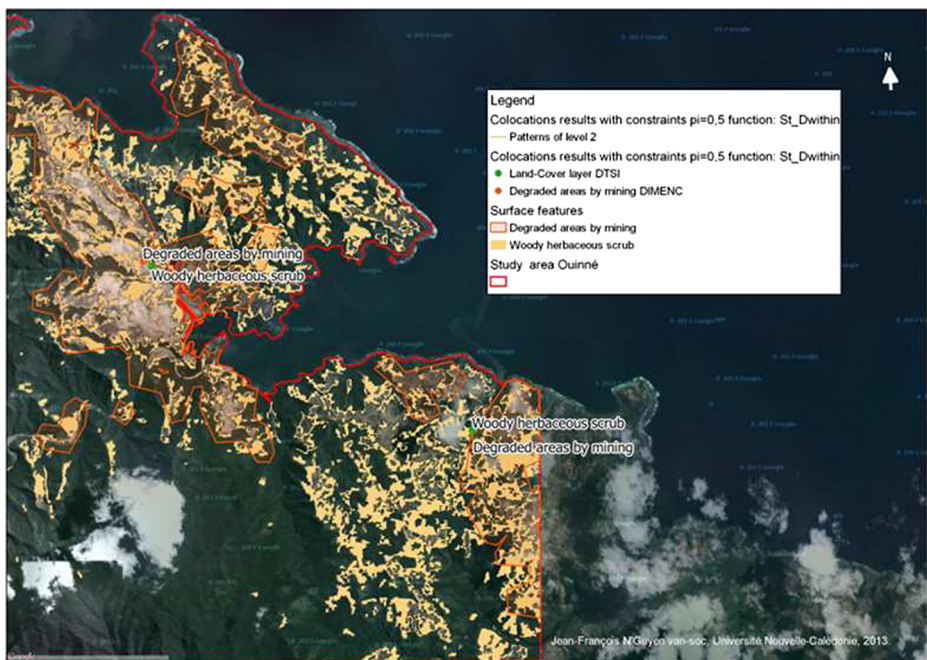 N
Legend
Colocations results with constraints pi=0,5 function: St_Dwithin
Patterns of level 2
Colocations results with constraints pi=0,5 function: St_Dwithin
Land-Cover layer DTSI
Degraded areas by mining DIMENC
Surface features
Degraded areas by mining
Woody herbaceous scrub
Study area Ouinné
Degraded areas by mining
Woody herbaceous scrub
Woody herbaceous scrub
Degraded areas by mining
Jean-François N'Guyen van-soc, Université Nouvelle-Calédonie, 2013.